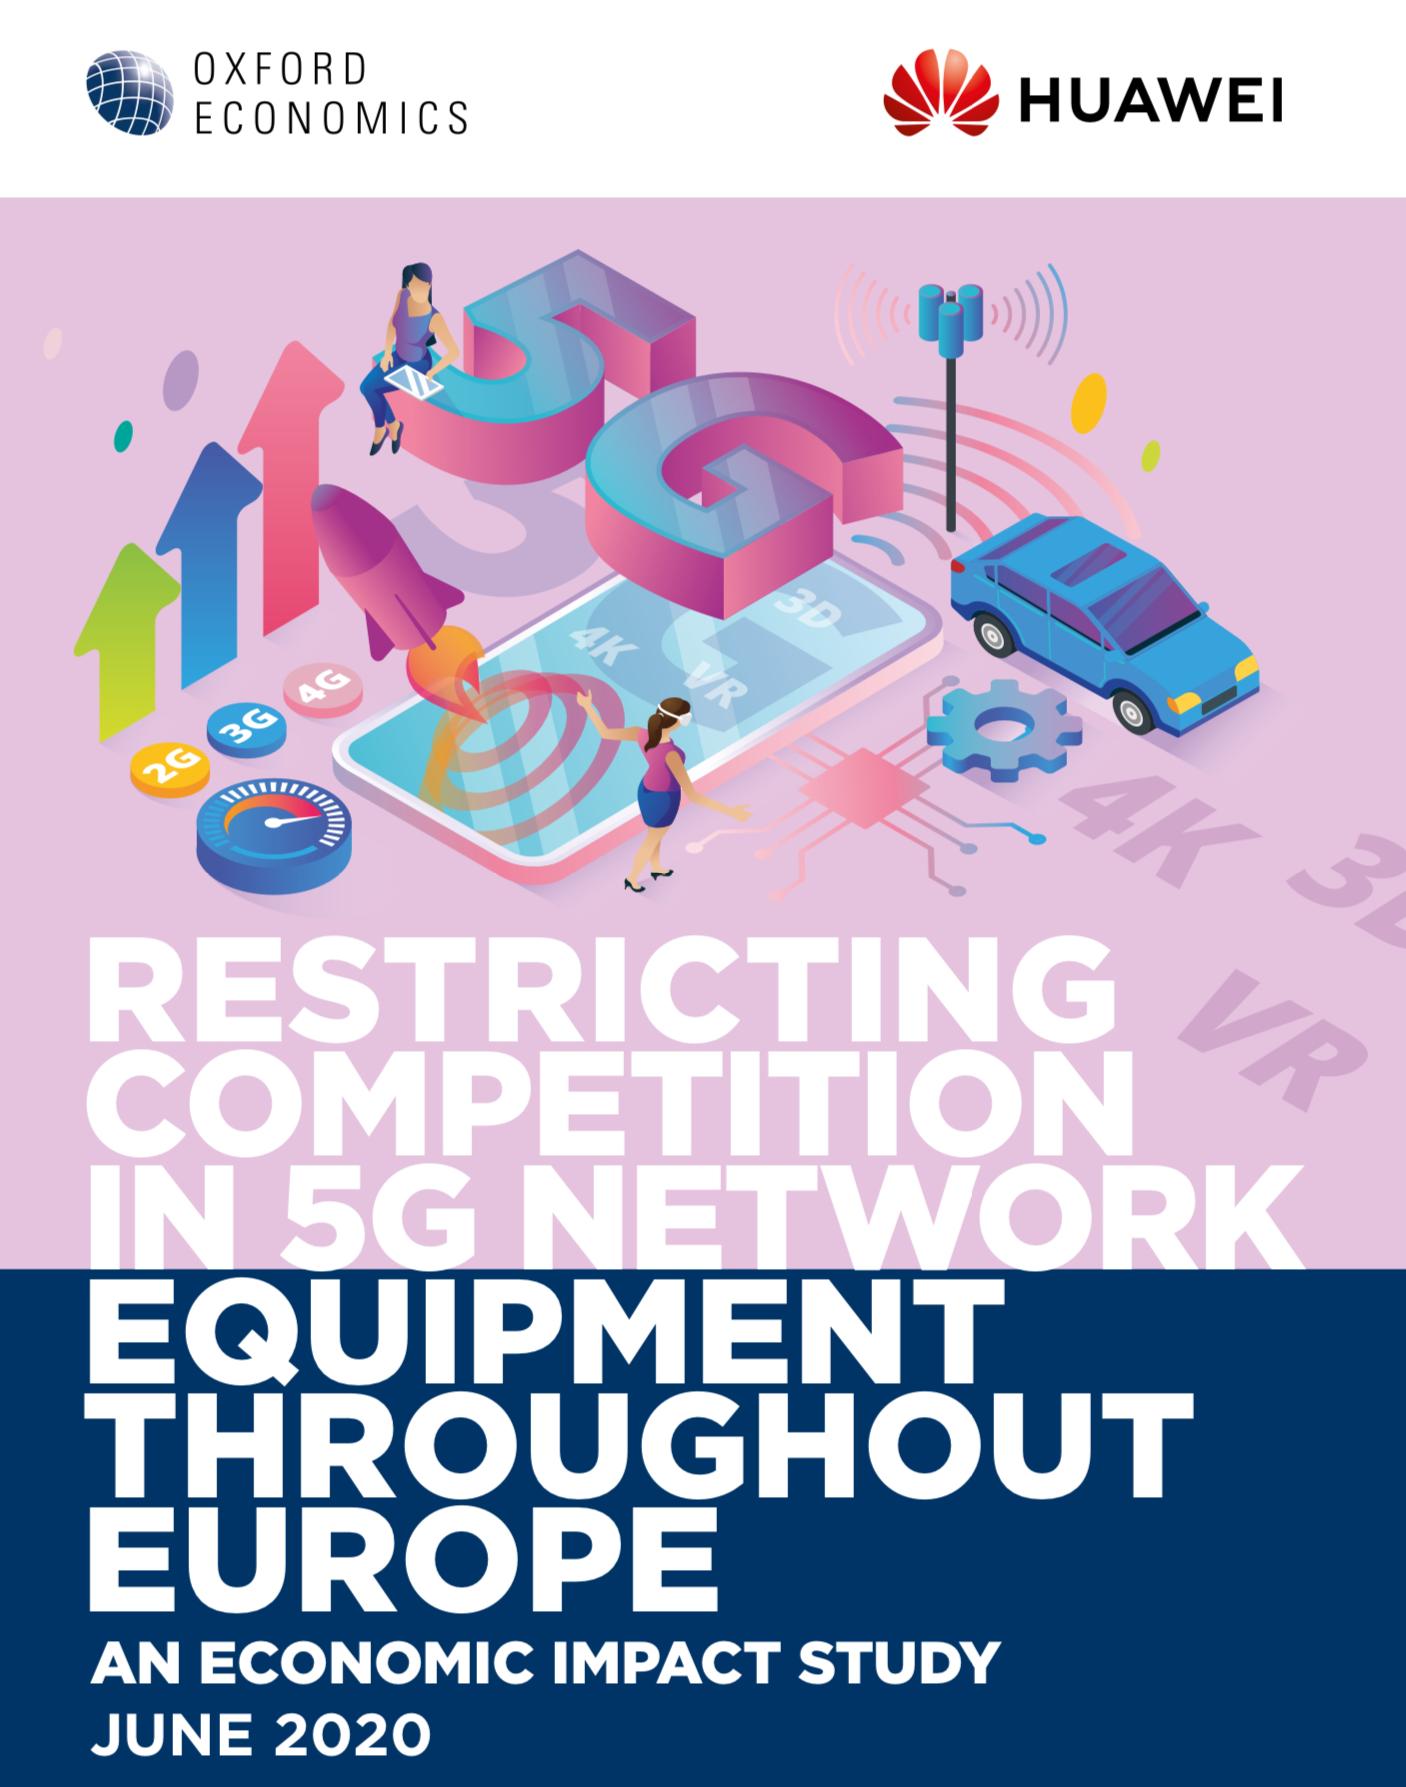 OXFORD
ECONOMICS
HUAWEI
5G
3D
4K
VR
4G
3G
2G
4K
3D
VR
RESTRICTING
COMPETITION
IN 5G NETWORK
EQUIPMENT
THROUGHOUT
EUROPE
AN ECONOMIC IMPACT STUDY
JUNE 2020